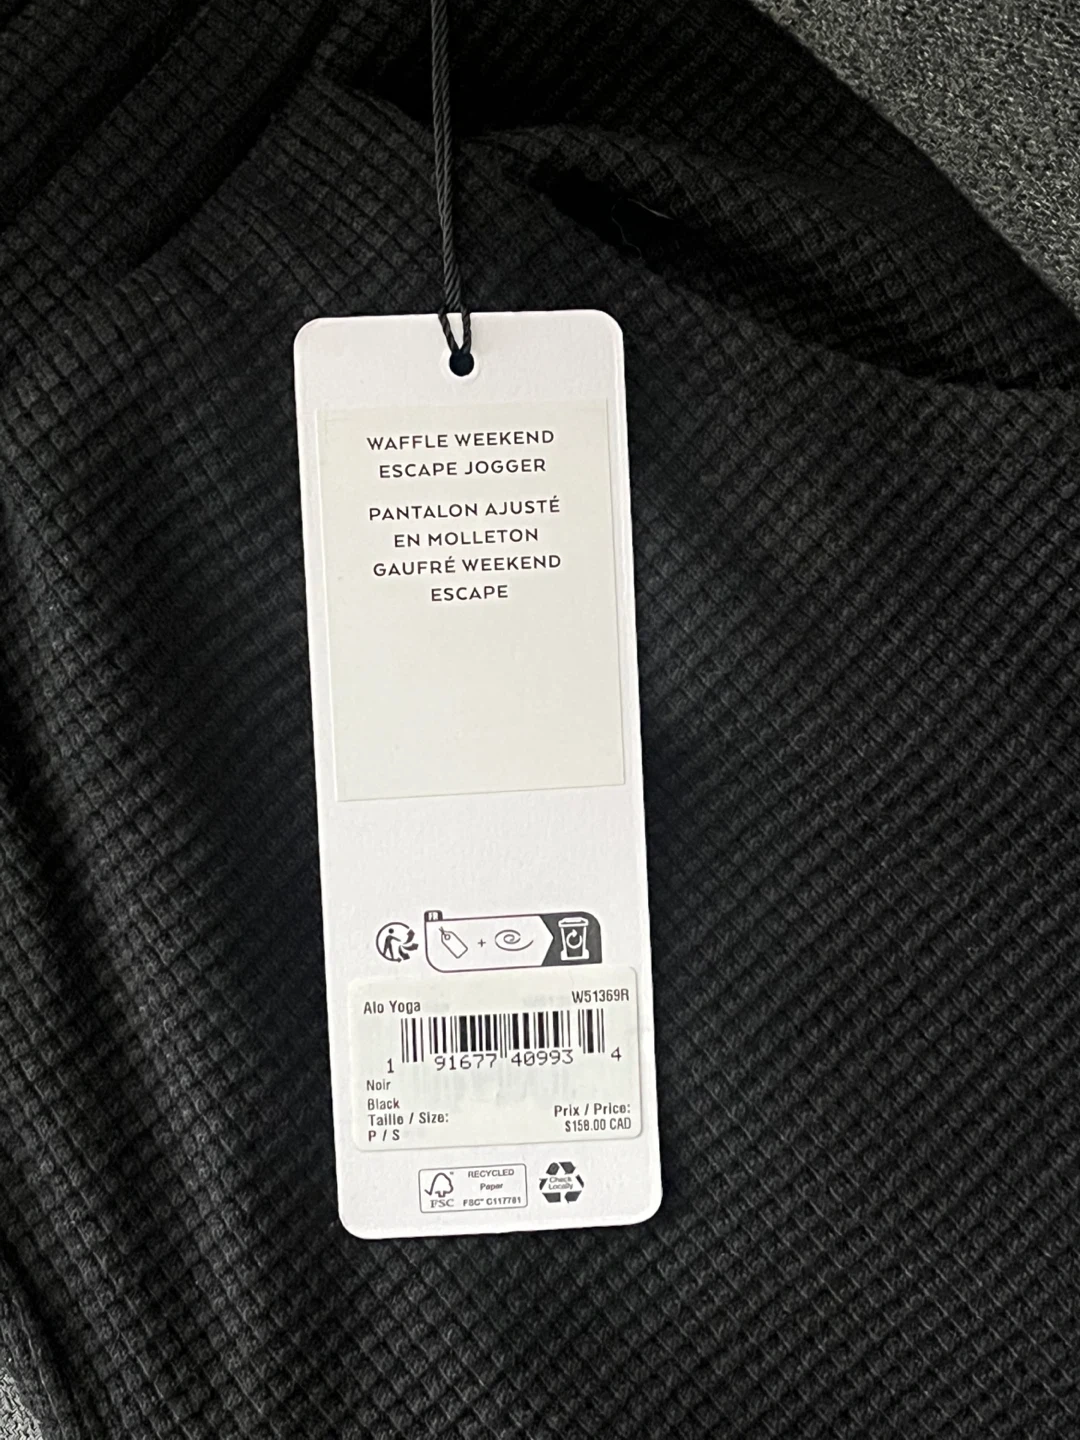 WAFFLE WEEKEND
ESCAPE JOGGER
PANTALON AJUSTÉ
EN MOLLETON
GAUFRÉ WEEKEND
ESCAPE
FR
+
Alo Yoga W51369R
1 91677 40993 4
Noir
Black
Taille / Size: Prix / Price:
P / S $158.00 CAD
FSC RECYCLED
Paper
FSC® C117781
Check
Locally